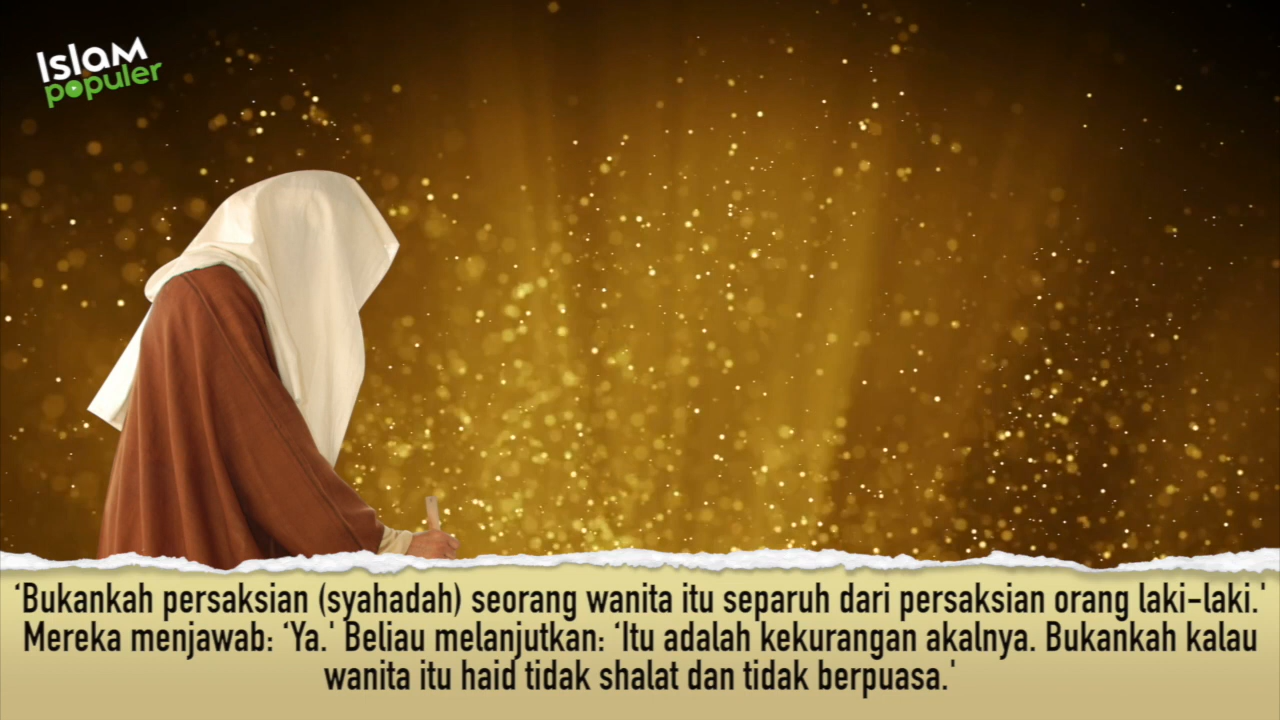 Islam
populer
‘Bukankah persaksian (syahadah) seorang wanita itu separuh dari persaksian orang laki-laki.'
Mereka menjawab: ‘Ya.' Beliau melanjutkan: ‘Itu adalah kekurangan akalnya. Bukankah kalau
wanita itu haid tidak shalat dan tidak berpuasa.'